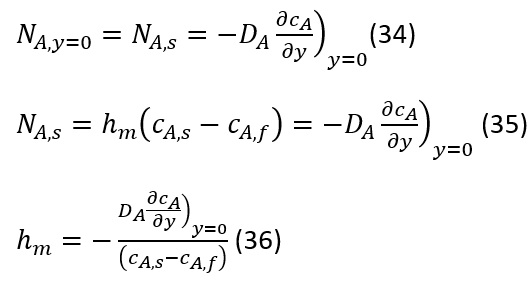 N_{A,y=0} = N_{A,s} = −D_A ∂c_A/∂y)_{y=0} (34)
N_{A,s} = h_m(c_{A,s} − c_{A,f}) = −D_A ∂c_A/∂y)_{y=0} (35)
h_m = − D_A ∂c_A/∂y)_{y=0} / (c_{A,s}−c_{A,f}) (36)